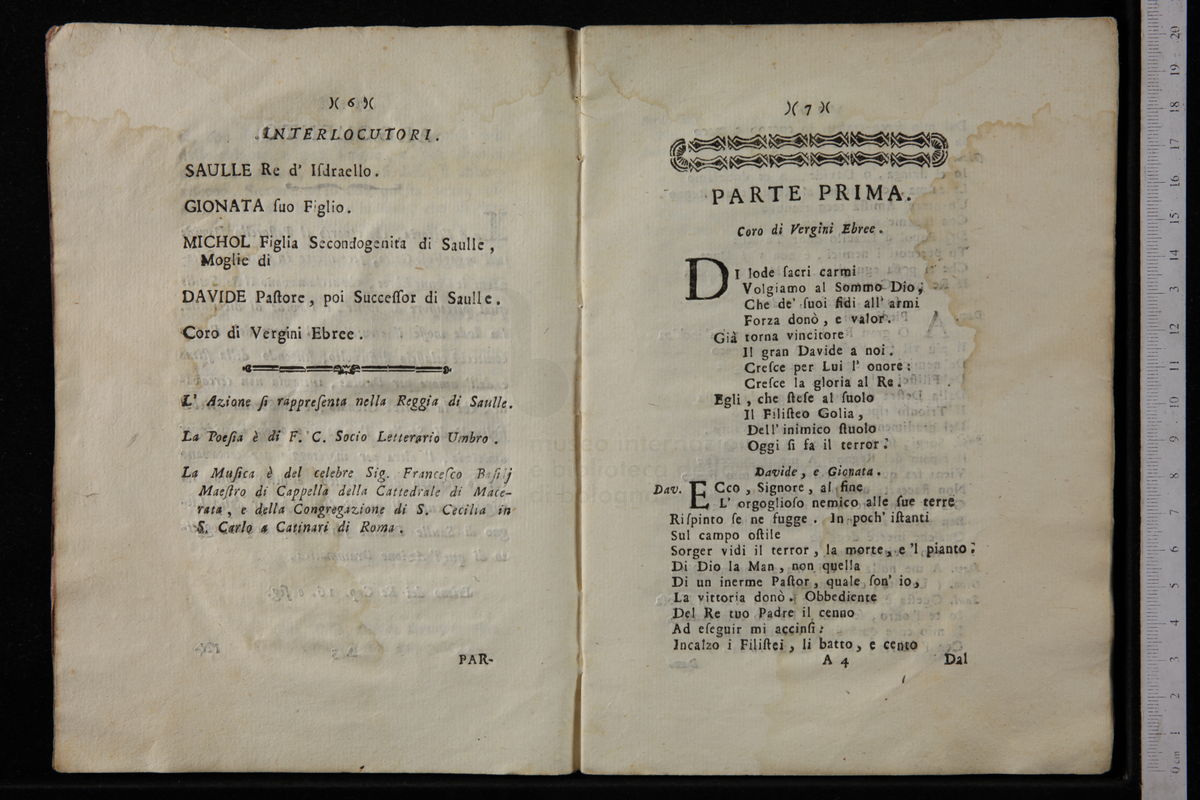 )( 6 )(
INTERLOCUTORI.
SAULLE Re d' Iſdraello.
GIONATA ſuo Figlio.
MICHOL Figlia Secondogenita di Saulle,
Moglie di
DAVIDE Paſtore, poi Succeſſor di Saulle.
Coro di Vergini Ebree.
L' Azione ſi rappreſenta nella Reggia di Saulle.
La Poeſia è di F. C. Socio Letterario Umbro.
La Muſica è del celebre Sig. Franceſco Baſilj
Maeſtro di Cappella della Cattedrale di Mace-
rata, e della Congregazione di S. Cecilia in
S. Carlo a Catinari di Roma.
PAR-
)( 7 )(
PARTE PRIMA.
Coro di Vergini Ebree.
DI lode ſacri carmi
Volgiamo al Sommo Dio,
Che de' ſuoi fidi all' armi
Forza donò, e valor.
Già torna vincitore
Il gran Davide a noi.
Creſce per Lui l' onore:
Creſce la gloria al Re.
Egli, che ſteſe al ſuolo
Il Filiſteo Golia,
Dell' inimico ſtuolo
Oggi ſi fa il terror.
Davide, e Gionata.
Dav. ECco, Signore, al fine
L' orgoglioſo nemico alle ſue terre
Riſpinto ſe ne fugge. In poch' iſtanti
Sul campo oſtile
Sorger vidi il terror, la morte, e 'l pianto.
Di Dio la Man, non quella
Di un inerme Paſtor, quale ſon' io,
La vittoria donò. Obbediente
Del Re tuo Padre il cenno
Ad eſeguir mi accinſi:
Incalzo i Filiſtei, li batto, e cento
A 4
Dal